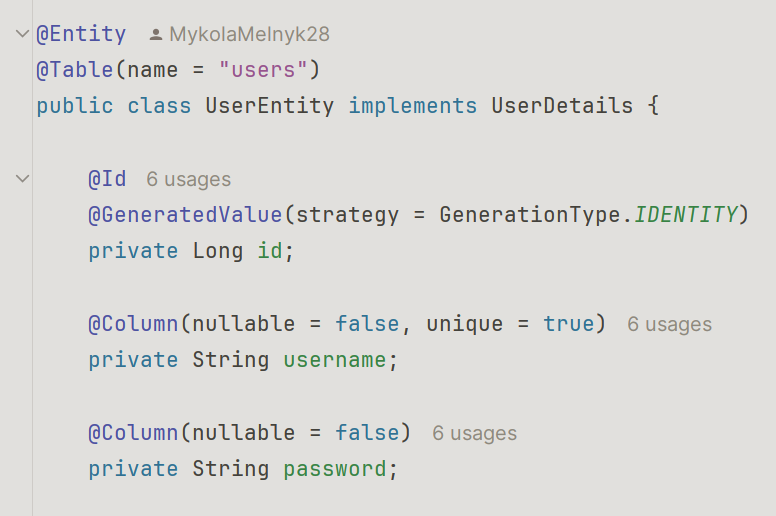 @Entity MykolaMelnyk28
@Table(name = "users")
public class UserEntity implements UserDetails {
@Id 6 usages
@GeneratedValue(strategy = GenerationType.IDENTITY)
private Long id;
@Column(nullable = false, unique = true) 6 usages
private String username;
@Column(nullable = false) 6 usages
private String password;